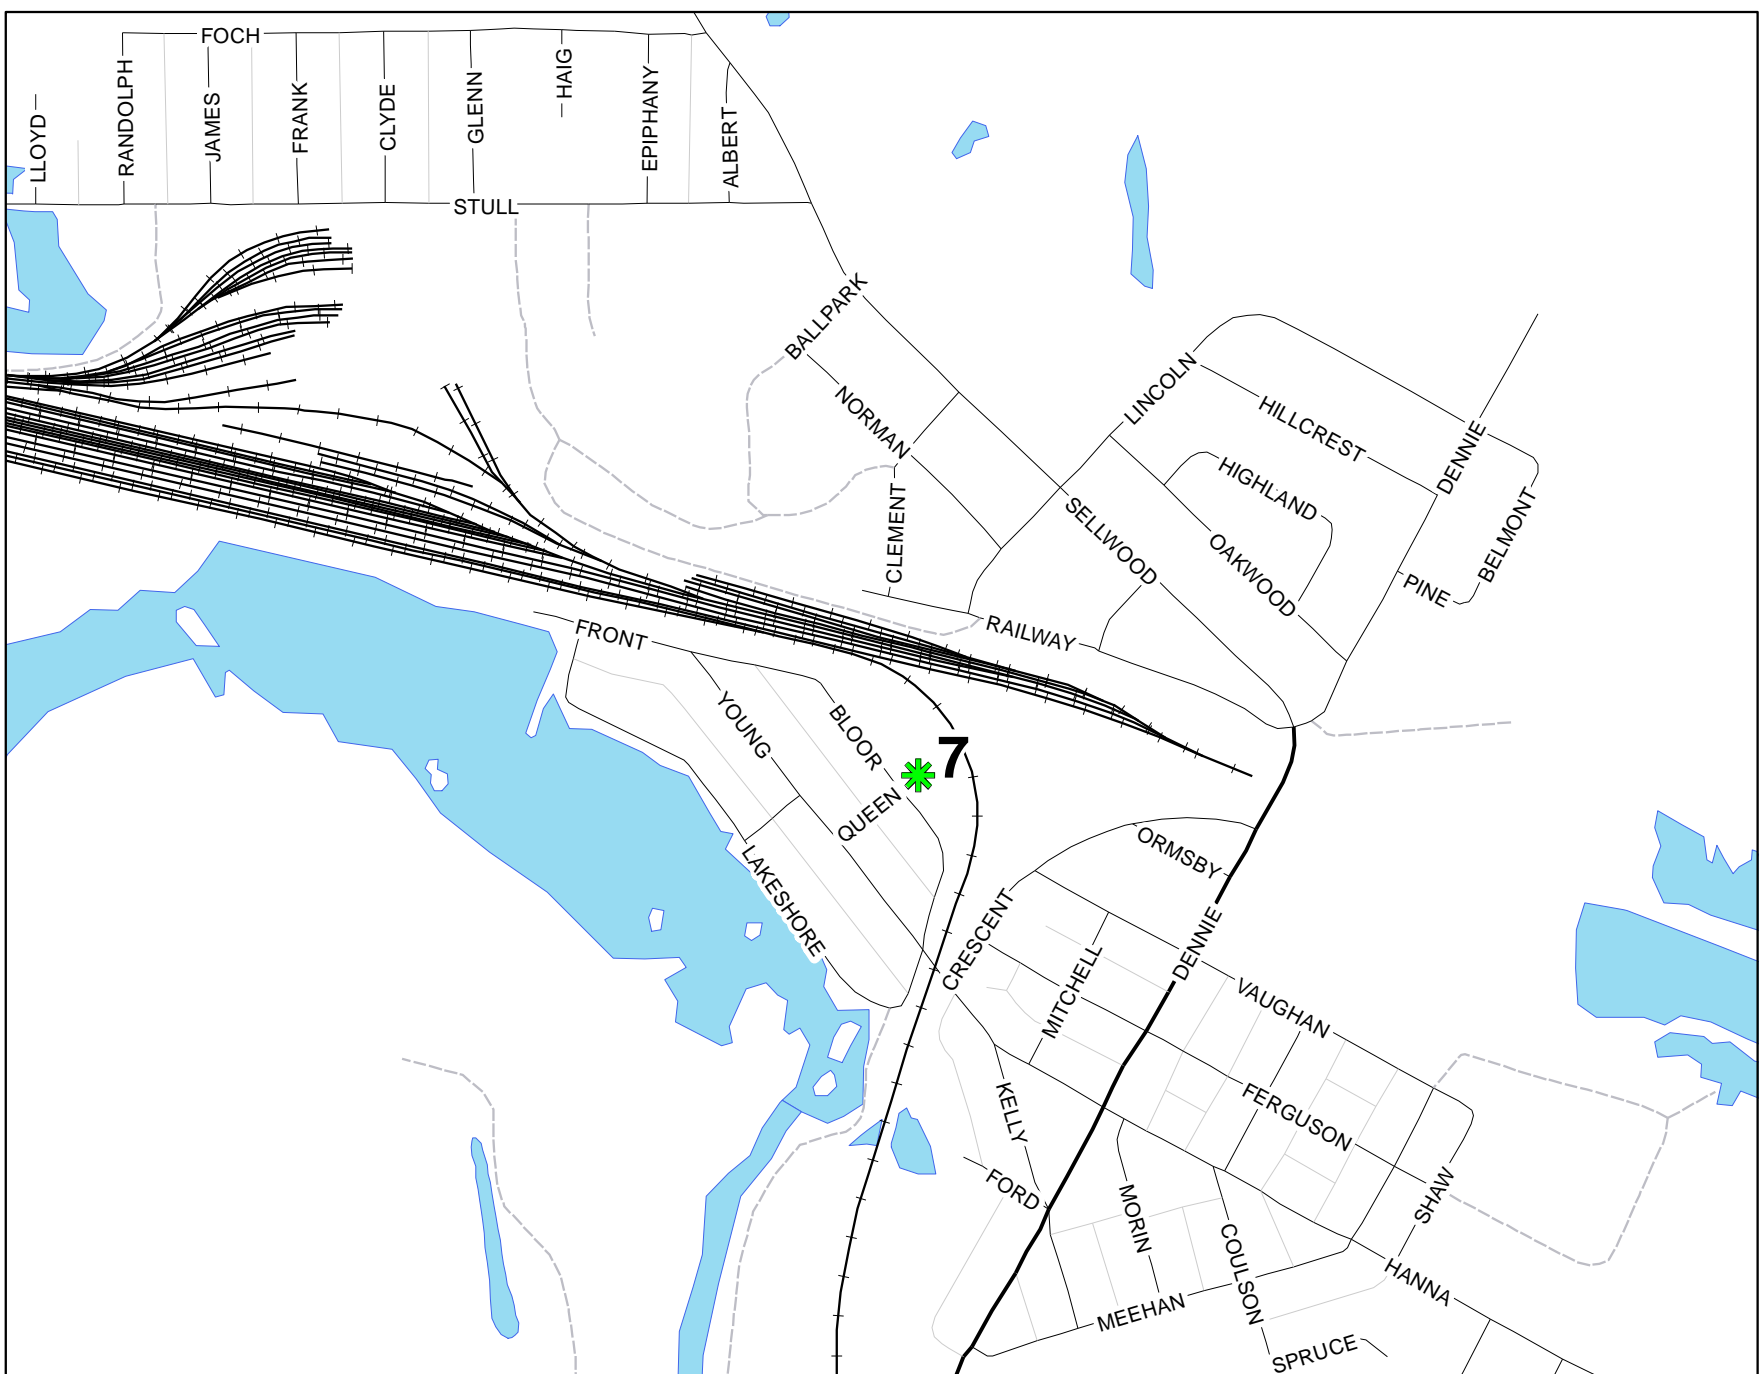 FOCH
LLOYD
RANDOLPH
JAMES
FRANK
CLYDE
GLENN
HAIG
EPIPHANY
ALBERT
STULL
BALLPARK
NORMAN
CLEMENT
LINCOLN
HILLCREST
HIGHLAND
DENNIE
BELMONT
SELLWOOD
OAKWOOD
PINE
RAILWAY
FRONT
YOUNG
BLOOR
7
QUEEN
LAKESHORE
ORMSBY
CRESCENT
MITCHELL
DENNIE
VAUGHAN
KELLY
FERGUSON
FORD
MORIN
SHAW
COULSON
HANNA
MEEHAN
SPRUCE